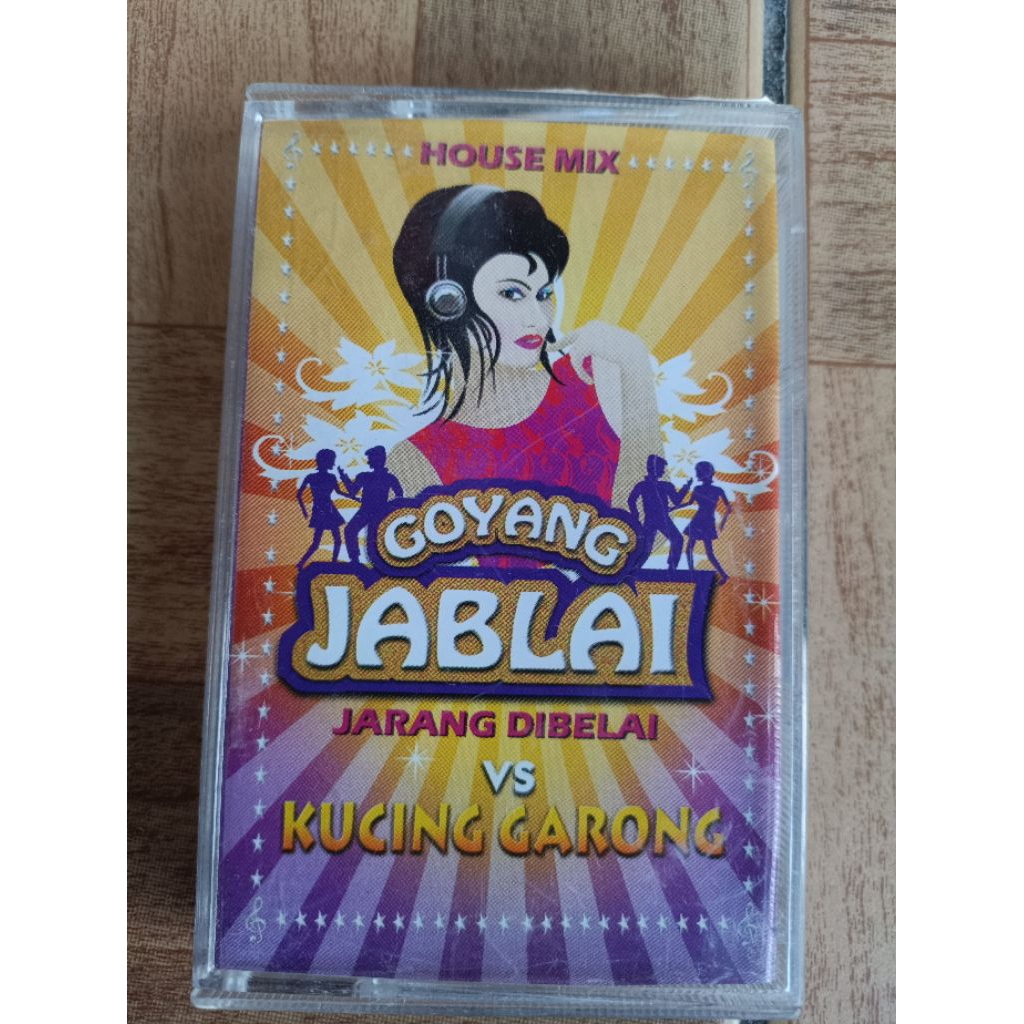 HOUSE MIX
GOYANG
JABLAI
JARANG DIBELAI
VS
KUCING GARONG